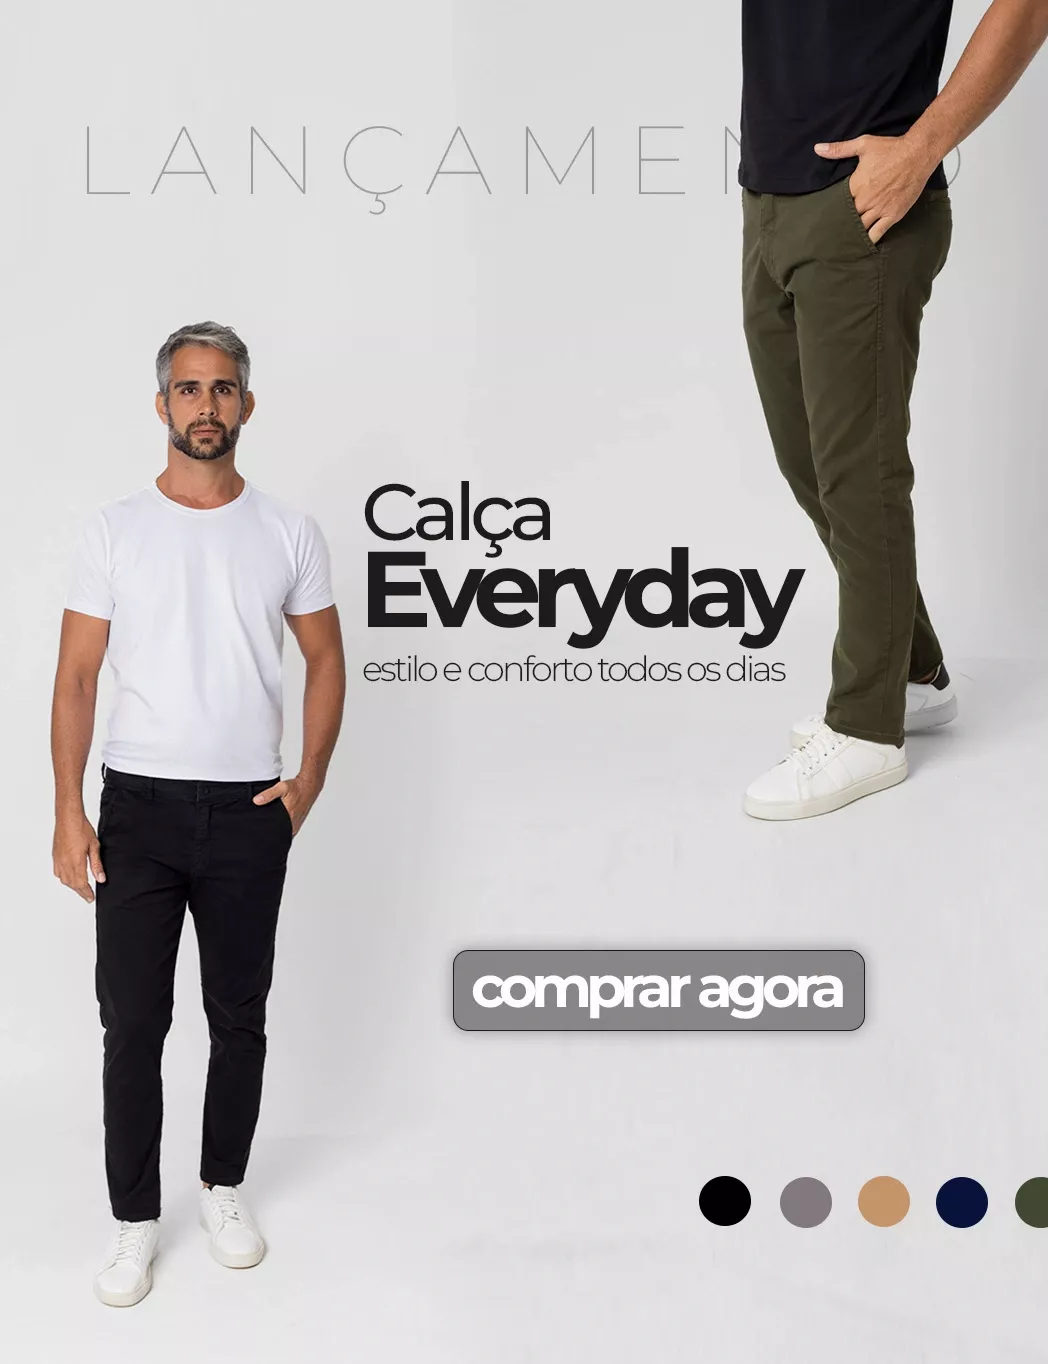 LANÇAMEN O
Calça
Everyday
estilo e conforto todos os dias
comprar agora